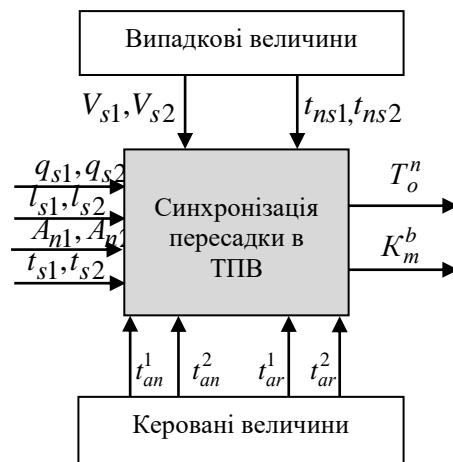 Випадкові величини
V_{s1}, V_{s2}
t_{ns1}, t_{ns2}
q_{s1}, q_{s2}
l_{s1}, l_{s2}
A_{n1}, A_{n2}
t_{s1}, t_{s2}
Синхронізація
пересадки в
ТПВ
T_o^n
K_m^b
t_{an}^1
t_{an}^2
t_{ar}^1
t_{ar}^2
Керовані величини